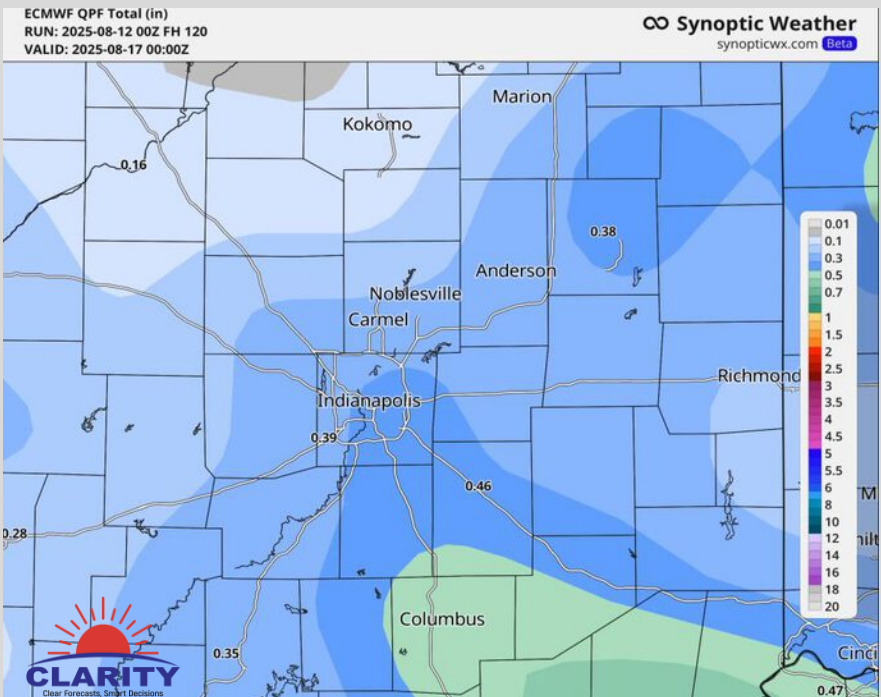 ECMWF QPF Total (in)
RUN: 2025-08-12 00Z FH 120
VALID: 2025-08-17 00:00Z
Synoptic Weather
synopticwx.com Beta
Marion
Kokomo
0.16
0.38
Anderson
Noblesville
Carmel
Richmond
Indianapolis
0.39
0.46
0.28
Columbus
0.35
Cinci
0.47
M
nilt
0.01
0.1
0.3
0.5
0.7
1
1.5
2
2.5
3
3.5
4
4.5
5
5.5
6
8
10
12
14
16
18
20
CLARITY
Clear Forecasts, Smart Decisions